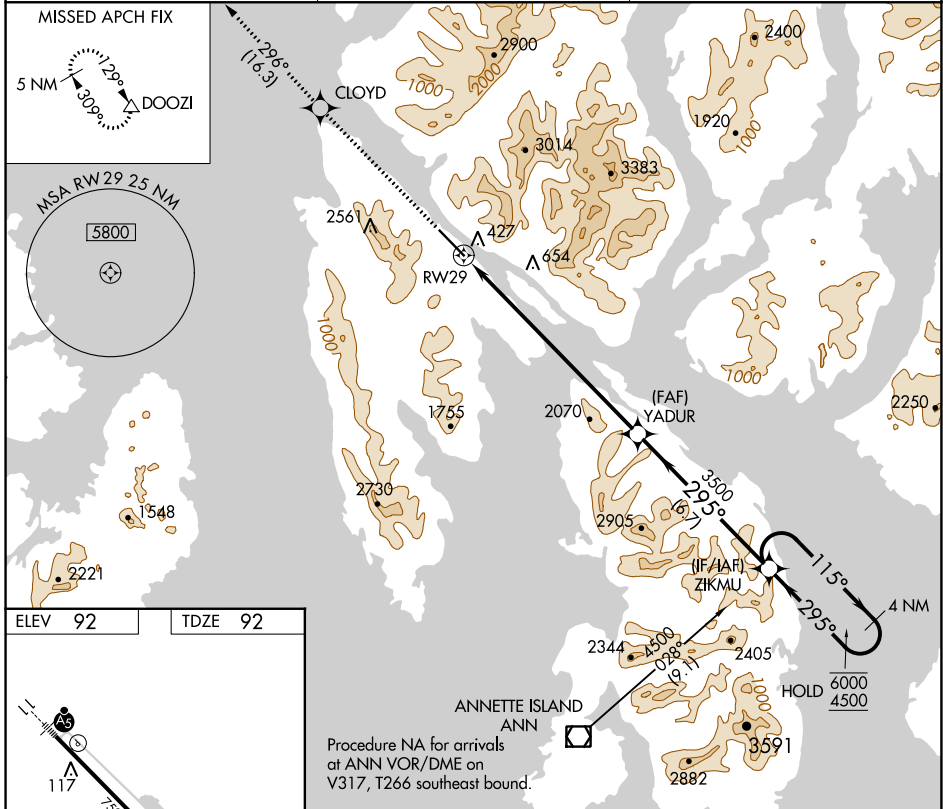 MISSED APCH FIX
5 NM
129°
309°
DOOZI
296°
(16.3)
CLOYD
1000
2900
2000
2400
1920
1000
3014
3383
MSA RW29 25 NM
5800
2561
427
654
RW29
1000
1000
1755
2070
(FAF)
YADUR
2250
2730
3500
295°
(6.7)
2905
1548
2221
(IF/IAF)
ZIKMU
115°
295°
4 NM
HOLD
6000
4500
2344
4500
028°
(9.1)
2405
1000
ANNETTE ISLAND
ANN
3591
2882
Procedure NA for arrivals
at ANN VOR/DME on
V317, T266 southeast bound.
ELEV 92
TDZE 92
A5
P
117